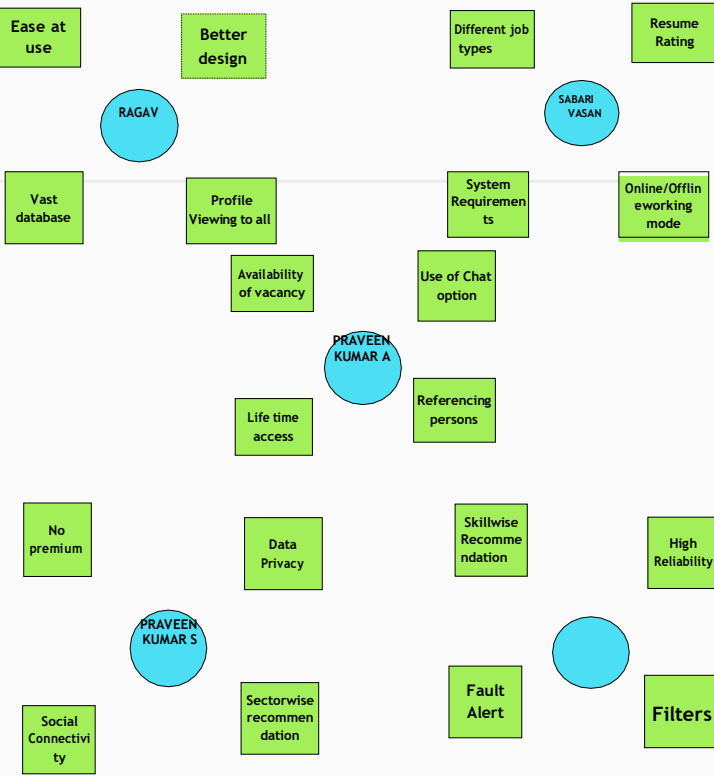 Ease at
use
Better
design
Different job
types
Resume
Rating
RAGAV
SABARI
VASAN
Vast
database
Profile
Viewing to all
System
Requiremen
ts
Online/Offlin
eworking
mode
Availability
of vacancy
Use of Chat
option
PRAVEEN
KUMAR A
Life time
access
Referencing
persons
No
premium
Data
Privacy
Skillwise
Recomme
ndation
High
Reliability
PRAVEEN
KUMAR S
Social
Connectivi
ty
Sectorwise
recommen
dation
Fault
Alert
Filters